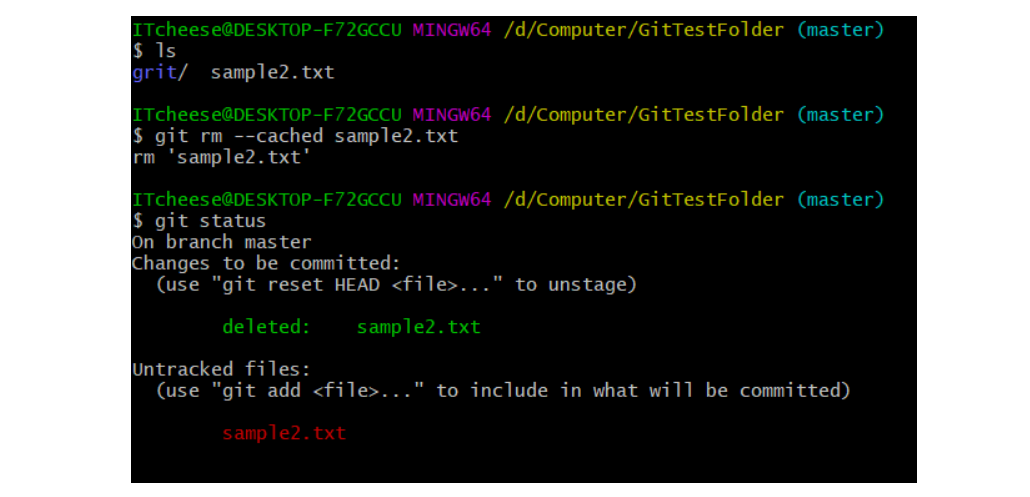 ITcheese@DESKTOP-F72GCCU MINGW64 /d/Computer/GitTestFolder (master)
$ ls
grit/  sample2.txt
ITcheese@DESKTOP-F72GCCU MINGW64 /d/Computer/GitTestFolder (master)
$ git rm --cached sample2.txt
rm 'sample2.txt'
ITcheese@DESKTOP-F72GCCU MINGW64 /d/Computer/GitTestFolder (master)
$ git status
On branch master
Changes to be committed:
  (use "git reset HEAD <file>..." to unstage)
        deleted:    sample2.txt
Untracked files:
  (use "git add <file>..." to include in what will be committed)
        sample2.txt